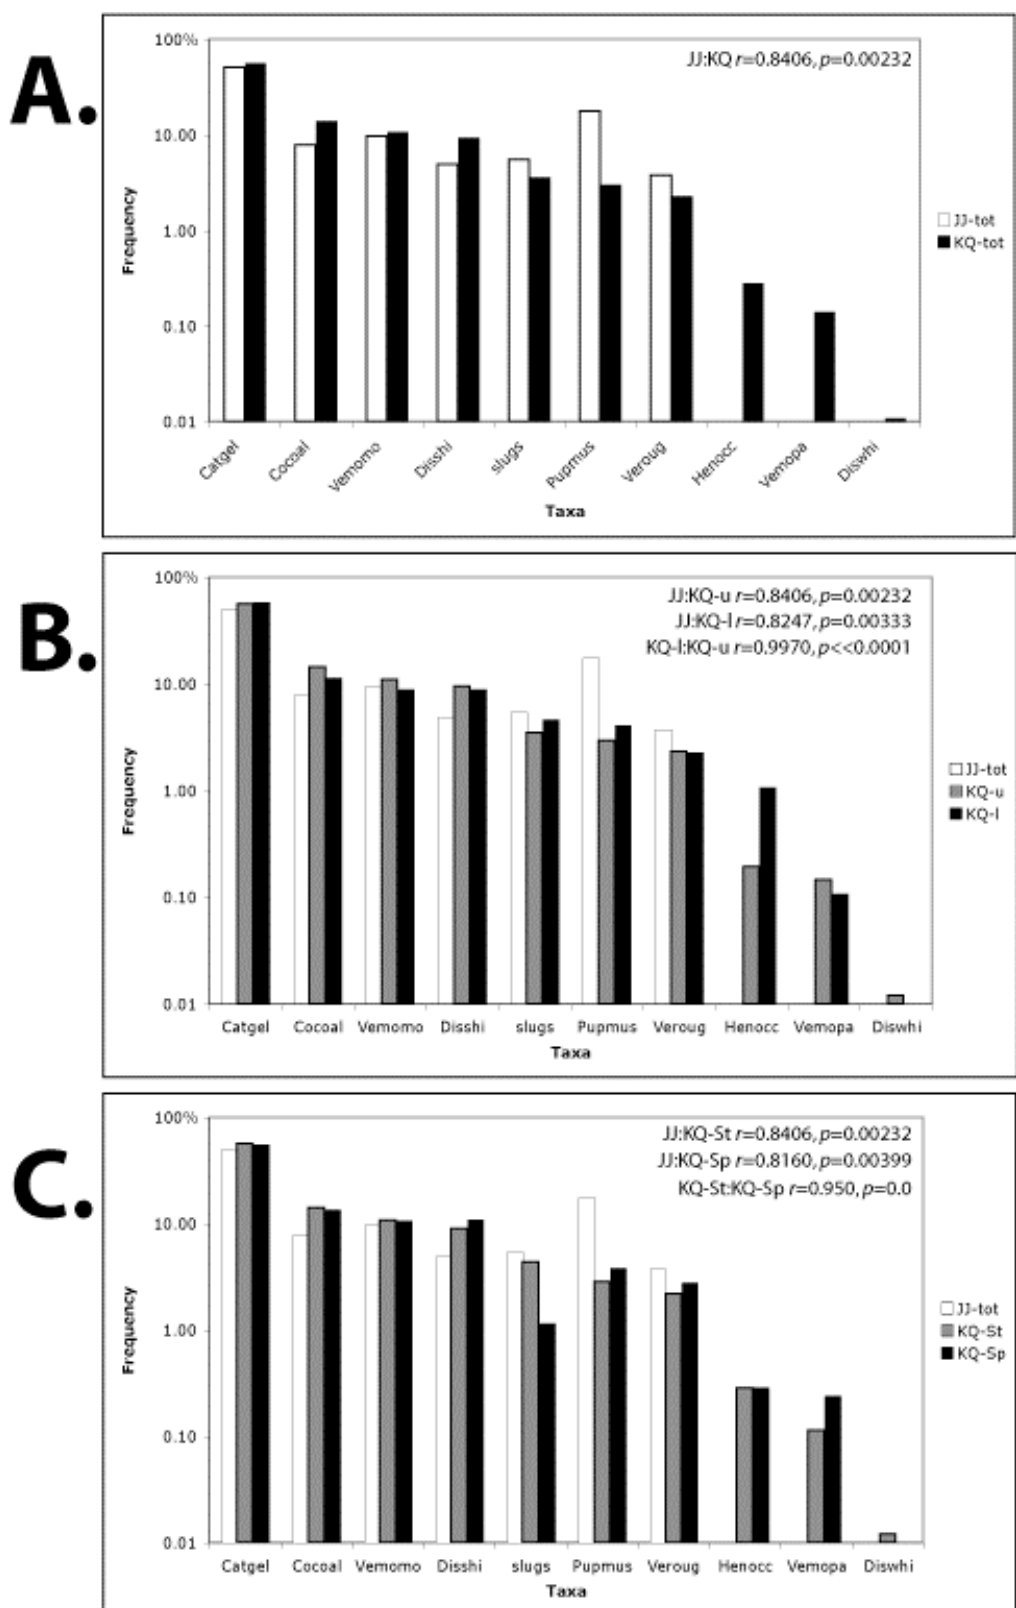 A.
100%
10.00
1.00
0.10
0.01
Frequency
JJ:KQ r=0.8406, p=0.00232
JJ-tot
KQ-tot
Catgel Cocoal Vemomo Disshi slugs Pupmus Veroug Henocc Vemopa Diswhi
Taxa
B.
100%
10.00
1.00
0.10
0.01
Frequency
JJ:KQ-u r=0.8406, p=0.00232
JJ:KQ-l r=0.8247, p=0.00333
KQ-l:KQ-u r=0.9970, p<<0.0001
JJ-tot
KQ-u
KQ-l
Catgel Cocoal Vemomo Disshi slugs Pupmus Veroug Henocc Vemopa Diswhi
Taxa
C.
100%
10.00
1.00
0.10
0.01
Frequency
JJ:KQ-St r=0.8406, p=0.00232
JJ:KQ-Sp r=0.8160, p=0.00399
KQ-St:KQ-Sp r=0.950, p=0.0
JJ-tot
KQ-St
KQ-Sp
Catgel Cocoal Vemomo Disshi slugs Pupmus Veroug Henocc Vemopa Diswhi
Taxa